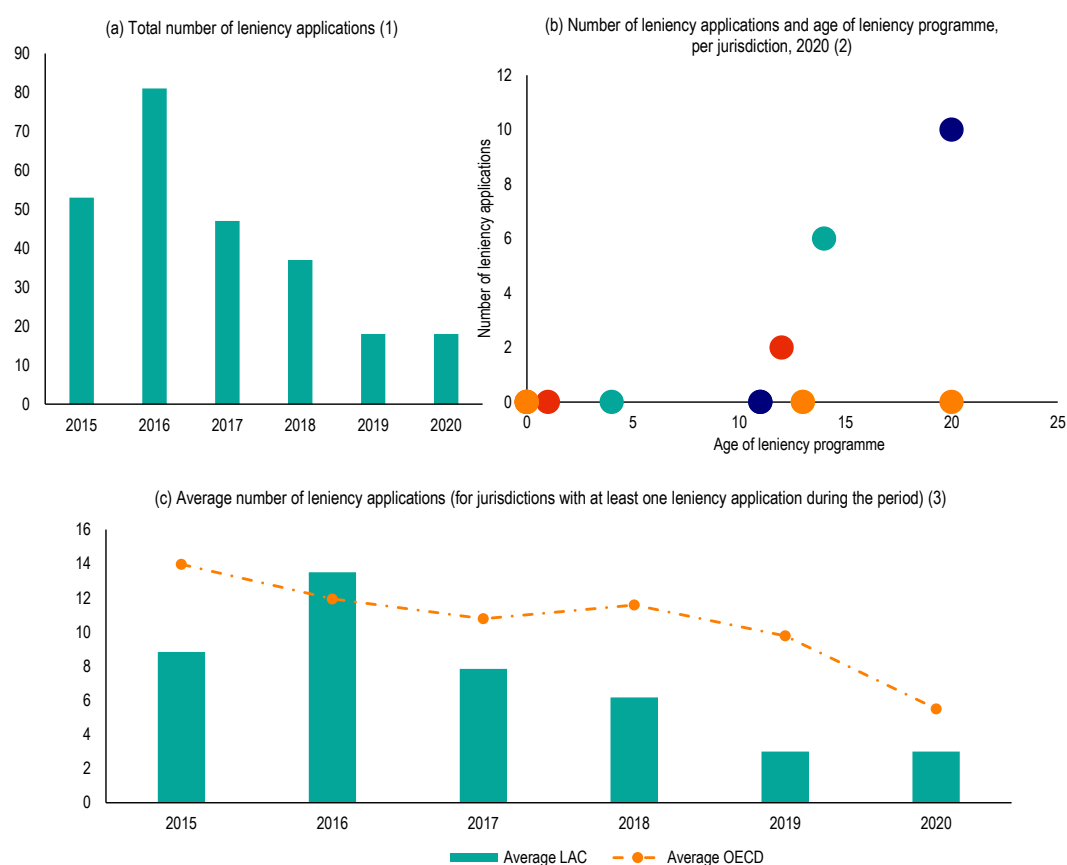 (a) Total number of leniency applications (1)
90
80
70
60
50
40
30
20
10
0
2015 2016 2017 2018 2019 2020
(b) Number of leniency applications and age of leniency programme,
per jurisdiction, 2020 (2)
Number of leniency applications
12
10
8
6
4
2
0
0 5 10 15 20 25
Age of leniency programme
(c) Average number of leniency applications (for jurisdictions with at least one leniency application during the period) (3)
16
14
12
10
8
6
4
2
0
2015 2016 2017 2018 2019 2020
Average LAC Average OECD